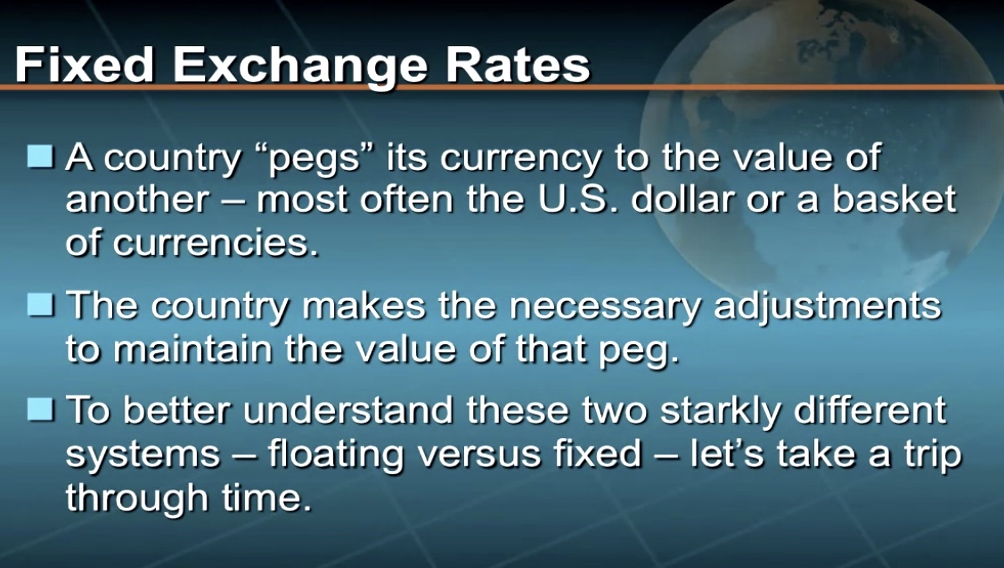 Fixed Exchange Rates
■ A country “pegs” its currency to the value of
another – most often the U.S. dollar or a basket
of currencies.
■ The country makes the necessary adjustments
to maintain the value of that peg.
■ To better understand these two starkly different
systems – floating versus fixed – let’s take a trip
through time.